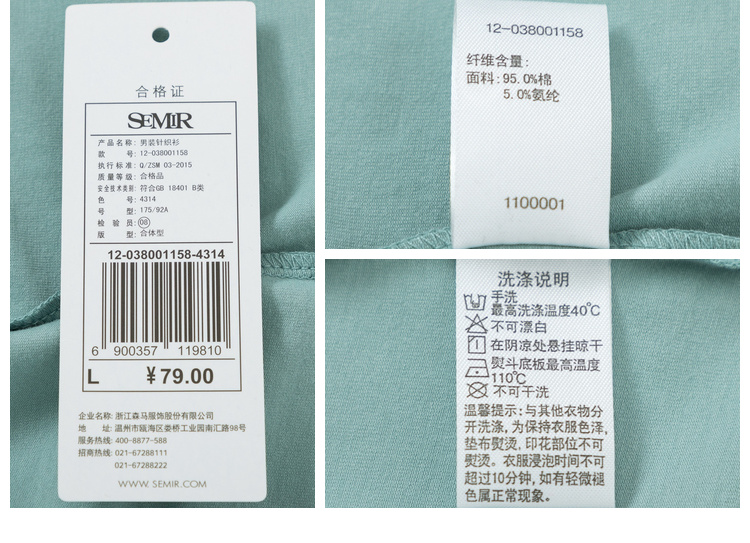 合格证
SEMIR
产品名称: 男装针织衫
款 号: 12-038001158
执行标准: Q/ZSM 03-2015
质量等级: 合格品
安全技术类别: 符合GB 18401 B类
色 号: 4314
号 型: 175/92A
检 验 员: 08
版 型: 合体型
12-038001158-4314
6 900357 119810
L ￥79.00
企业名称: 浙江森马服饰股份有限公司
地 址: 温州市瓯海区娄桥工业园南汇路98号
服务热线: 400-8877-588
招商热线: 021-67288111
021-67288222
WWW.SEMIR.COM
12-038001158
纤维含量:
面料: 95.0%棉
5.0%氨纶
1100001
洗涤说明
手洗
最高洗涤温度40℃
不可漂白
在阴凉处悬挂晾干
熨斗底板最高温度
110℃
不可干洗
温馨提示: 与其他衣物分
开洗涤, 为保持衣服色泽,
垫布熨烫, 印花部位不可
熨烫。衣服浸泡时间不可
超过10分钟, 如有轻微褪
色属正常现象。